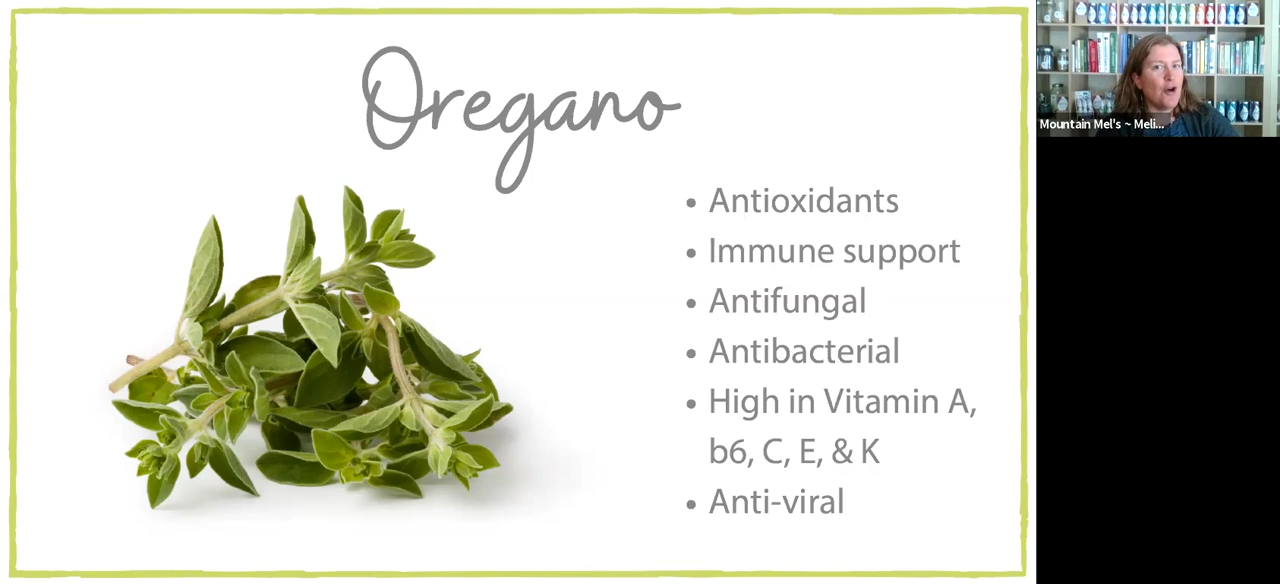 Oregano
• Antioxidants
• Immune support
• Antifungal
• Antibacterial
• High in Vitamin A,
b6, C, E, & K
• Anti-viral
Mountain Mel's ~ Meli...